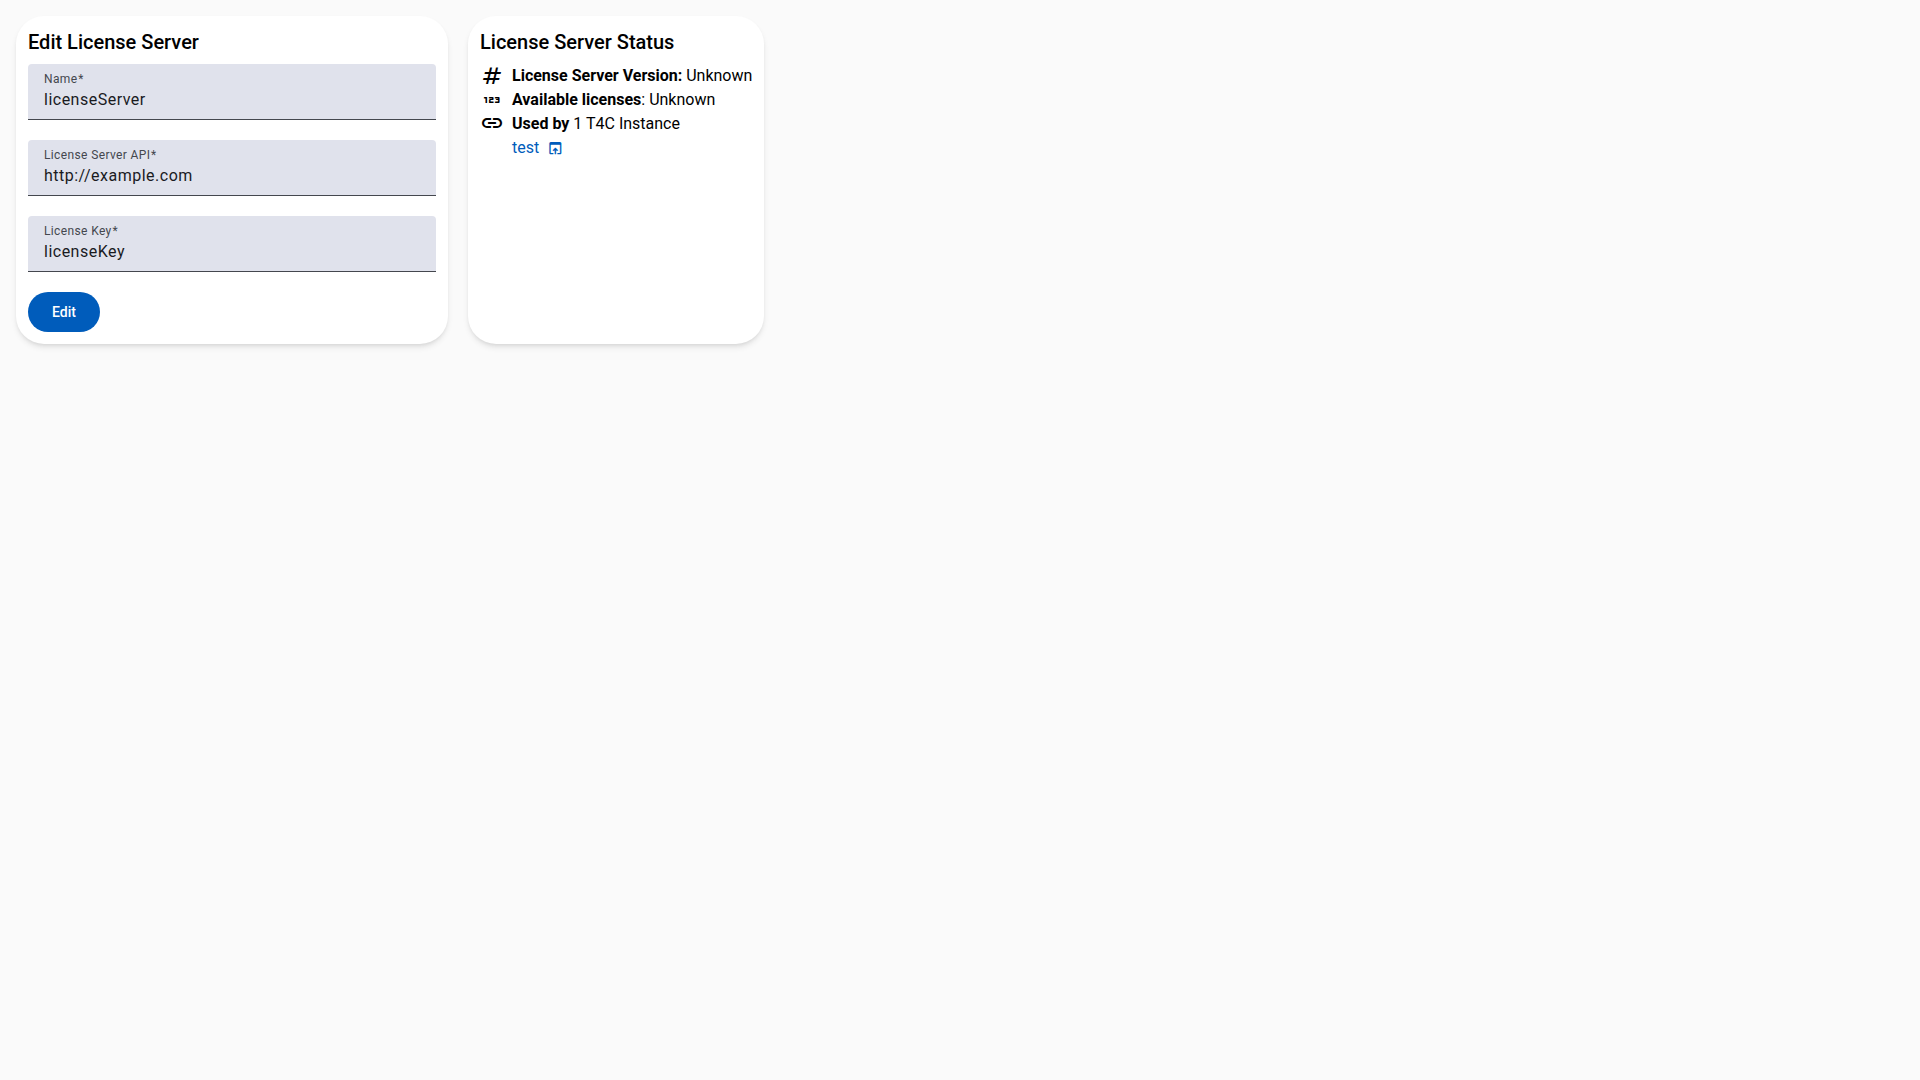 Edit License Server
Name*
licenseServer
License Server API*
http://example.com
License Key*
licenseKey
Edit
License Server Status
License Server Version: Unknown
123 Available licenses: Unknown
Used by 1 T4C Instance
test